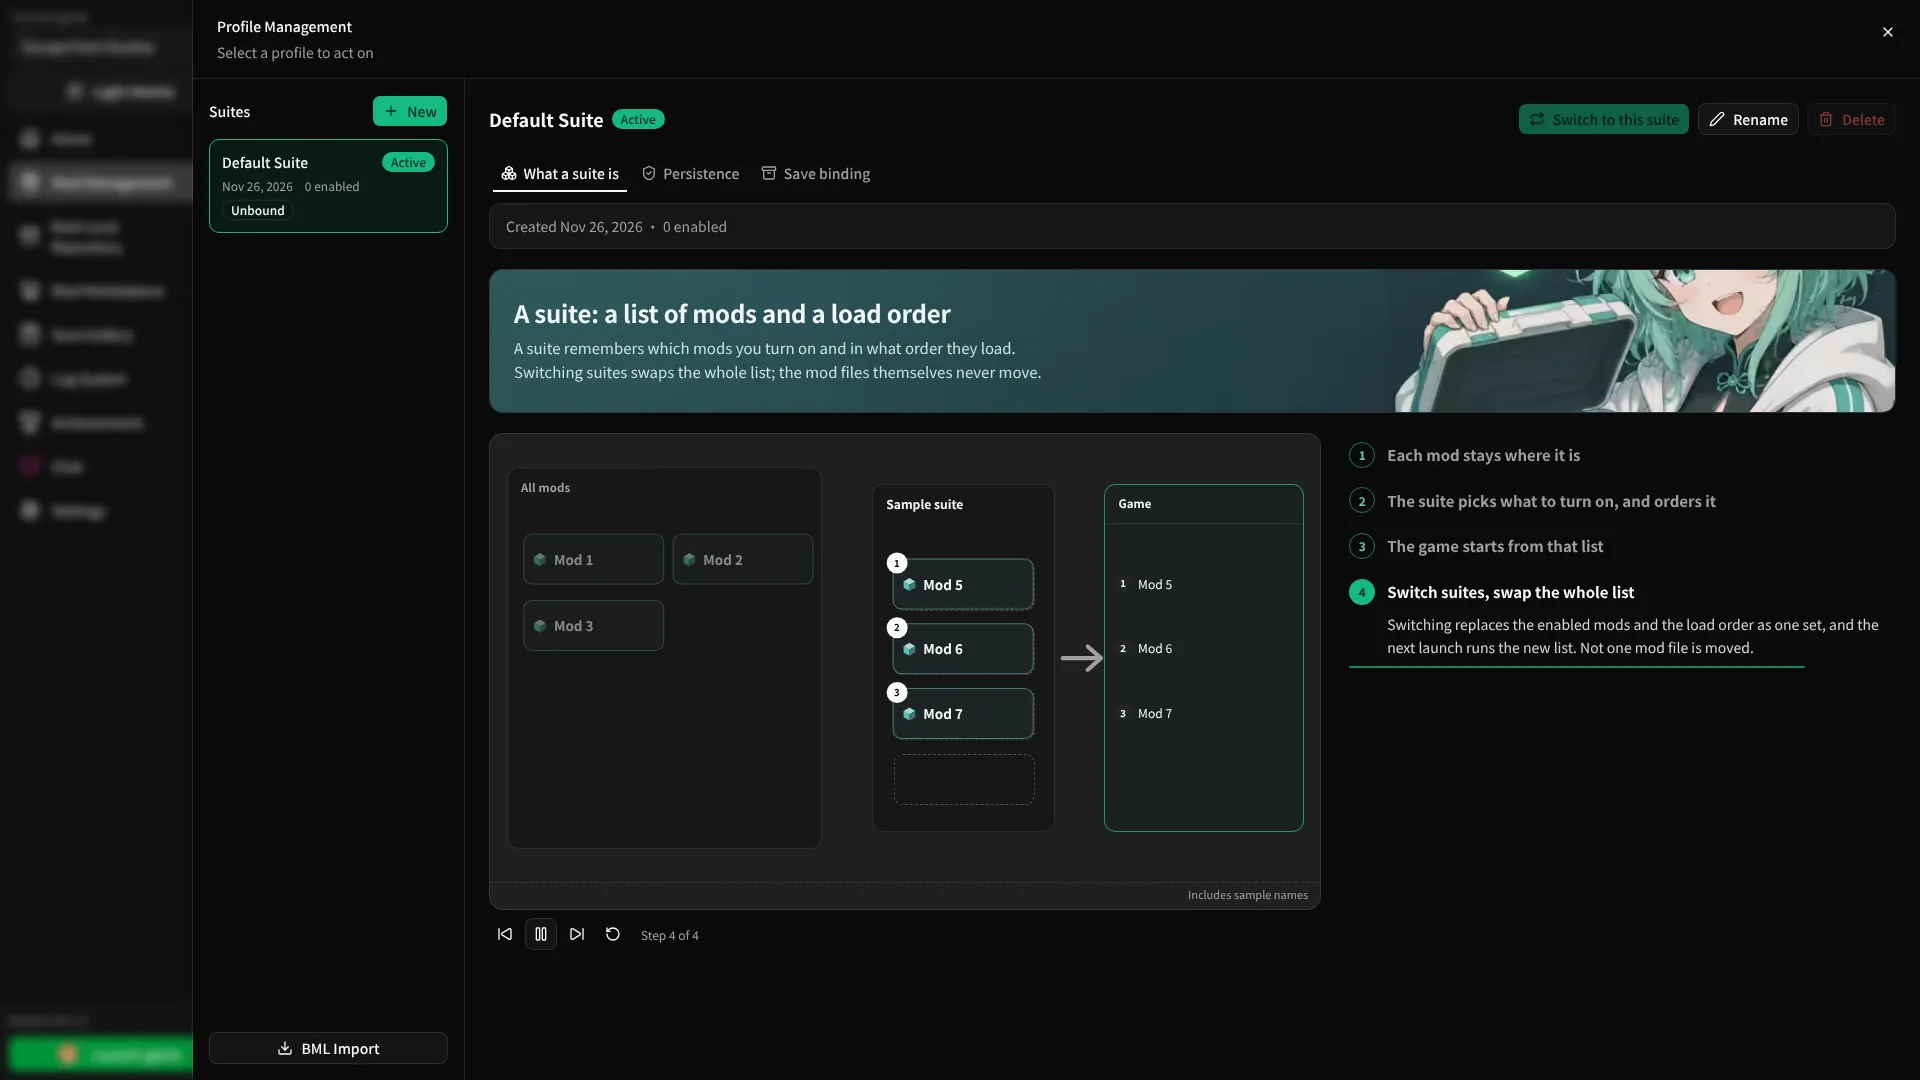 Profile Management
Select a profile to act on
Suites
New
Default Suite
Active
Nov 26, 2026
0 enabled
Unbound
BML Import
Default Suite
Active
Switch to this suite
Rename
Delete
What a suite is
Persistence
Save binding
Created Nov 26, 2026 • 0 enabled
A suite: a list of mods and a load order
A suite remembers which mods you turn on and in what order they load.
Switching suites swaps the whole list; the mod files themselves never move.
All mods
Mod 1
Mod 2
Mod 3
Sample suite
1
Mod 5
2
Mod 6
3
Mod 7
Game
1 Mod 5
2 Mod 6
3 Mod 7
Includes sample names
Step 4 of 4
1 Each mod stays where it is
2 The suite picks what to turn on, and orders it
3 The game starts from that list
4 Switch suites, swap the whole list
Switching replaces the enabled mods and the load order as one set, and the
next launch runs the new list. Not one mod file is moved.